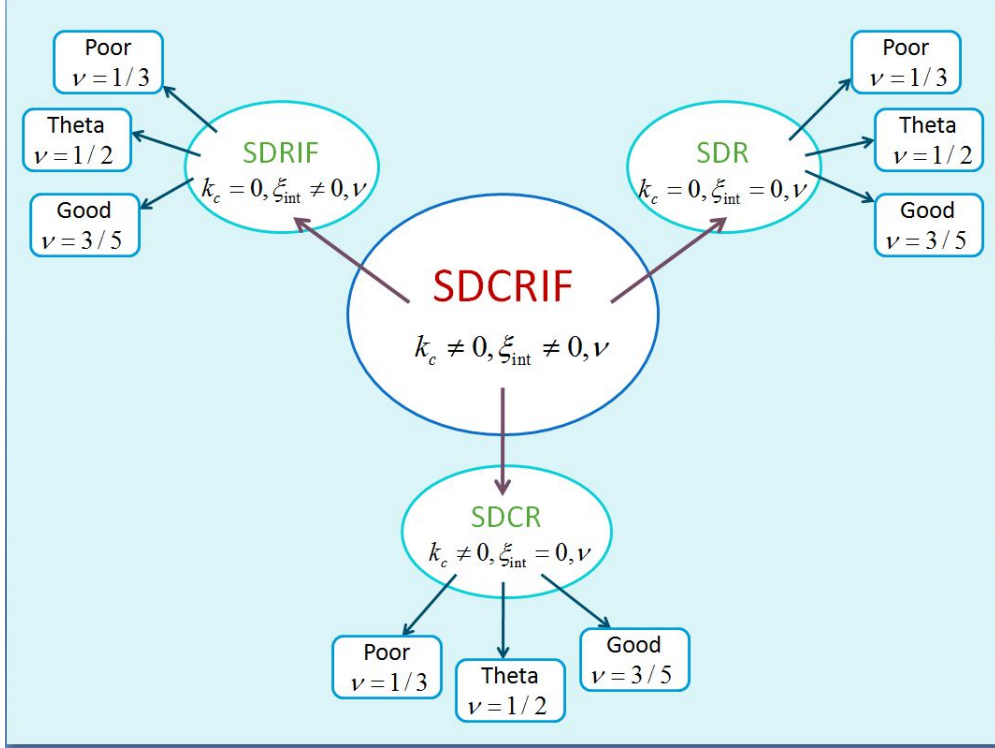 Poor
ν = 1/3
Theta
ν = 1/2
Good
ν = 3/5
SDRIF
k_c = 0, ξ_int ≠ 0, ν
SDR
k_c = 0, ξ_int = 0, ν
Poor
ν = 1/3
Theta
ν = 1/2
Good
ν = 3/5
SDCRIF
k_c ≠ 0, ξ_int ≠ 0, ν
SDCR
k_c ≠ 0, ξ_int = 0, ν
Poor
ν = 1/3
Theta
ν = 1/2
Good
ν = 3/5